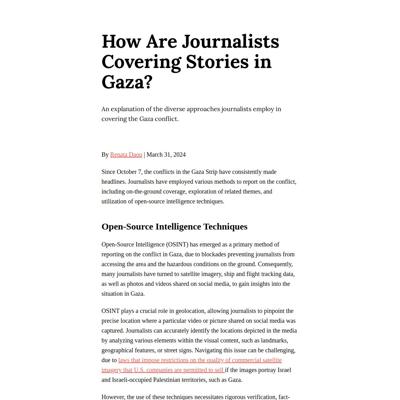 How Are Journalists
Covering Stories in
Gaza?
An explanation of the diverse approaches journalists employ in
covering the Gaza conflict.
By Renata Daou | March 31, 2024
Since October 7, the conflicts in the Gaza Strip have consistently made
headlines. Journalists have employed various methods to report on the conflict,
including on-the-ground coverage, exploration of related themes, and
utilization of open-source intelligence techniques.
Open-Source Intelligence Techniques
Open-Source Intelligence (OSINT) has emerged as a primary method of
reporting on the conflict in Gaza, due to blockades preventing journalists from
accessing the area and the hazardous conditions on the ground. Consequently,
many journalists have turned to satellite imagery, ship and flight tracking data,
as well as photos and videos shared on social media, to gain insights into the
situation in Gaza.
OSINT plays a crucial role in geolocation, allowing journalists to pinpoint the
precise location where a particular video or picture shared on social media was
captured. Journalists can accurately identify the locations depicted in the media
by analyzing various elements within the visual content, such as landmarks,
geographical features, or street signs. Navigating this issue can be challenging,
due to laws that impose restrictions on the quality of commercial satellite
imagery that U.S. companies are permitted to sell if the images portray Israel
and Israeli-occupied Palestinian territories, such as Gaza.
However, the use of these techniques necessitates rigorous verification, fact-